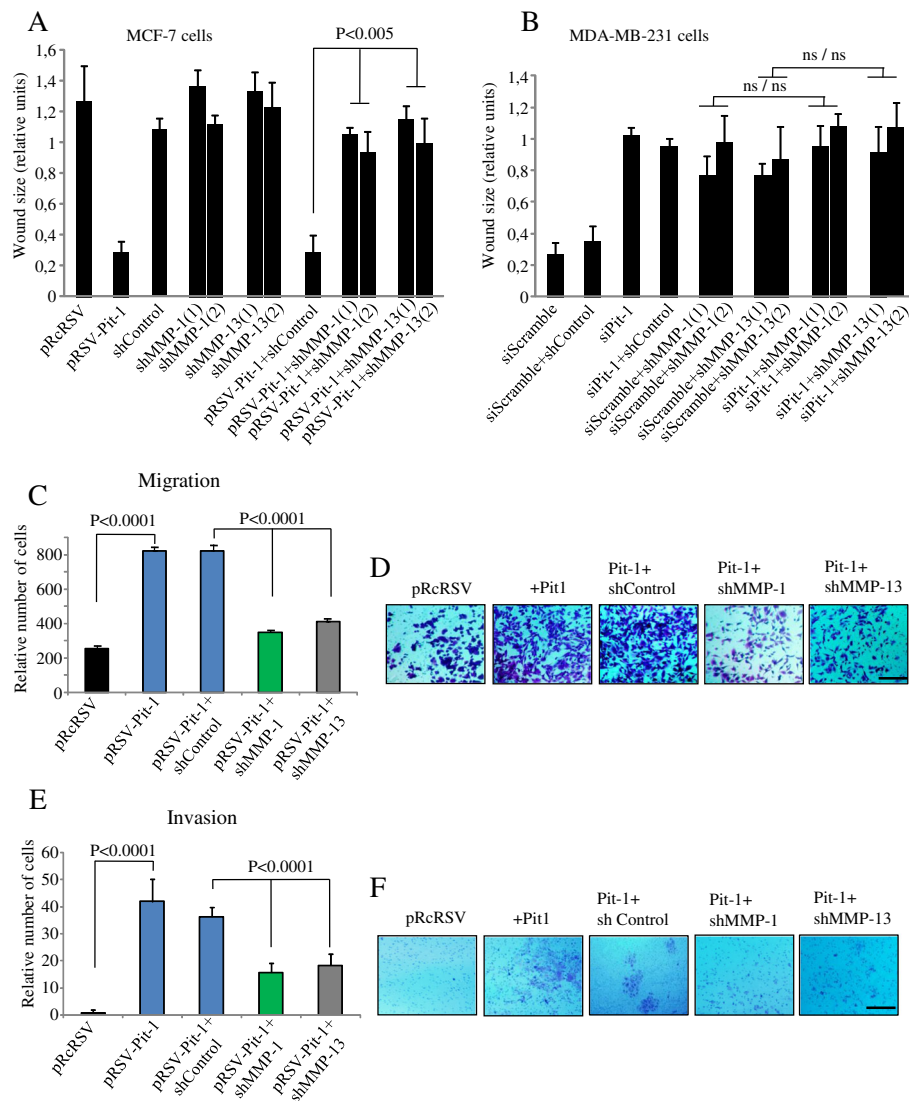 A
MCF-7 cells
P<0.005
Wound size (relative units)
1,6
1,4
1,2
1
0,8
0,6
0,4
0,2
0
pRcRSV
pRSV-Pit-1
shControl
shMMP-1(1)
shMMP-1(2)
shMMP-13(1)
shMMP-13(2)
pRSV-Pit-1+shControl
pRSV-Pit-1+shMMP-1(1)
pRSV-Pit-1+shMMP-1(2)
pRSV-Pit-1+shMMP-13(1)
pRSV-Pit-1+shMMP-13(2)
B
MDA-MB-231 cells
ns / ns
ns / ns
Wound size (relative units)
1,4
1,2
1
0,8
0,6
0,4
0,2
0
siScramble
siScramble+shControl
siPit-1
siPit-1+shControl
siScramble+shMMP-1(1)
siScramble+shMMP-1(2)
siScramble+shMMP-13(1)
siScramble+shMMP-13(2)
siPit-1+shMMP-1(1)
siPit-1+shMMP-1(2)
siPit-1+shMMP-13(1)
siPit-1+shMMP-13(2)
C
Migration
P<0.0001
P<0.0001
Relative number of cells
800
600
400
200
0
pRcRSV
pRSV-Pit-1
pRSV-Pit-1+
shControl
pRSV-Pit-1+
shMMP-1
pRSV-Pit-1+
shMMP-13
D
pRcRSV
+Pit1
Pit-1+
shControl
Pit-1+
shMMP-1
Pit-1+
shMMP-13
E
Invasion
P<0.0001
P<0.0001
Relative number of cells
60
50
40
30
20
10
0
pRcRSV
pRSV-Pit-1
pRSV-Pit-1+
shControl
pRSV-Pit-1+
shMMP-1
pRSV-Pit-1+
shMMP-13
F
pRcRSV
+Pit1
Pit-1+
sh Control
Pit-1+
shMMP-1
Pit-1+
shMMP-13